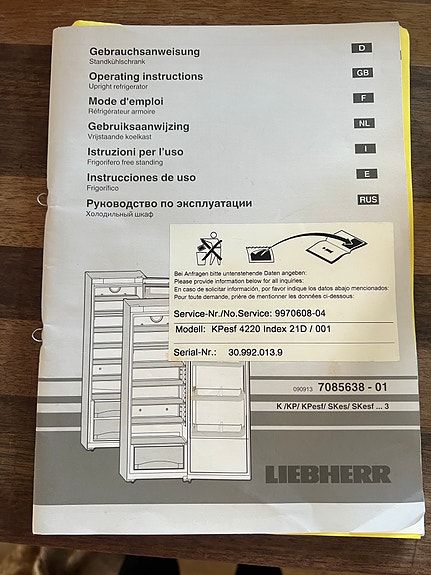 Gebrauchsanweisung D
Standkühlschrank
Operating instructions GB
Upright refrigerator
Mode d'emploi F
Réfrigérateur armoire
Gebruiksaanwijzing NL
Vrijstaande koelkast
Istruzioni per l'uso I
Frigorifero free standing
Instrucciones de uso E
Frigorífico
Руководство по эксплуатации RUS
Холодильный шкаф
Bei Anfragen bitte untenstehende Daten angeben:
Please provide information below for all inquiries:
En caso de solicitar información, por favor indique los datos abajo mencionados:
Pour toute demande, prière de mentionner les données ci-dessous:
Service-Nr./No.Service: 9970608-04
Modell: KPesf 4220 Index 21D / 001
Serial-Nr.: 30.992.013.9
090913 7085638 - 01
K /KP/ KPesf/ SKes/ SKesf ... 3
LIEBHERR